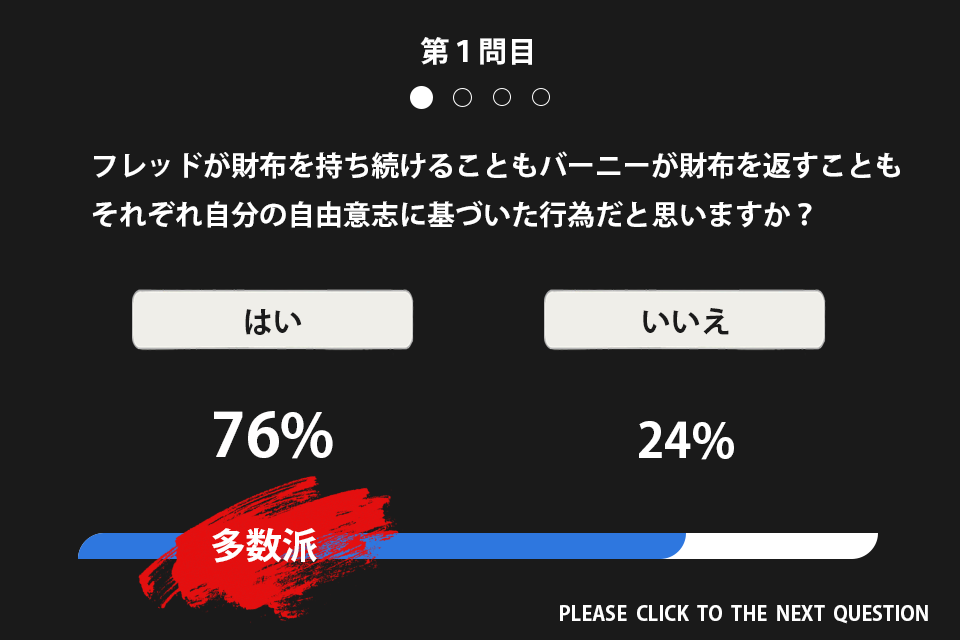 第1問目
フレッドが財布を持ち続けることもバーニーが財布を返すことも
それぞれ自分の自由意志に基づいた行為だと思いますか？
はい
いいえ
76%
24%
多数派
PLEASE CLICK TO THE NEXT QUESTION